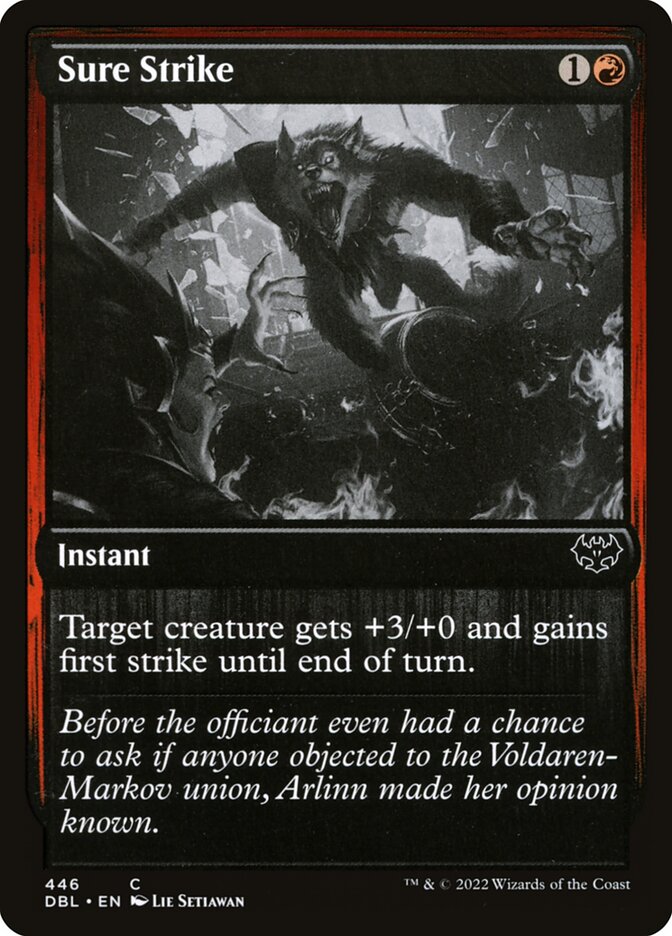 Sure Strike 1
Instant
Target creature gets +3/+0 and gains
first strike until end of turn.
Before the officiant even had a chance
to ask if anyone objected to the Voldaren-
Markov union, Arlinn made her opinion
known.
446 C ™ & © 2022 Wizards of the Coast
DBL • EN Lie Setiawan